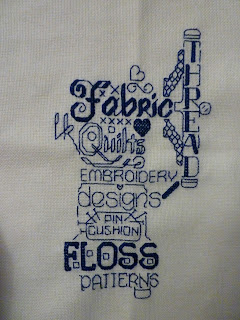 THREAD
Fabric
Quilts
EMBROIDERY
designs
PIN
CUSHION
FLOSS
PATTERNS